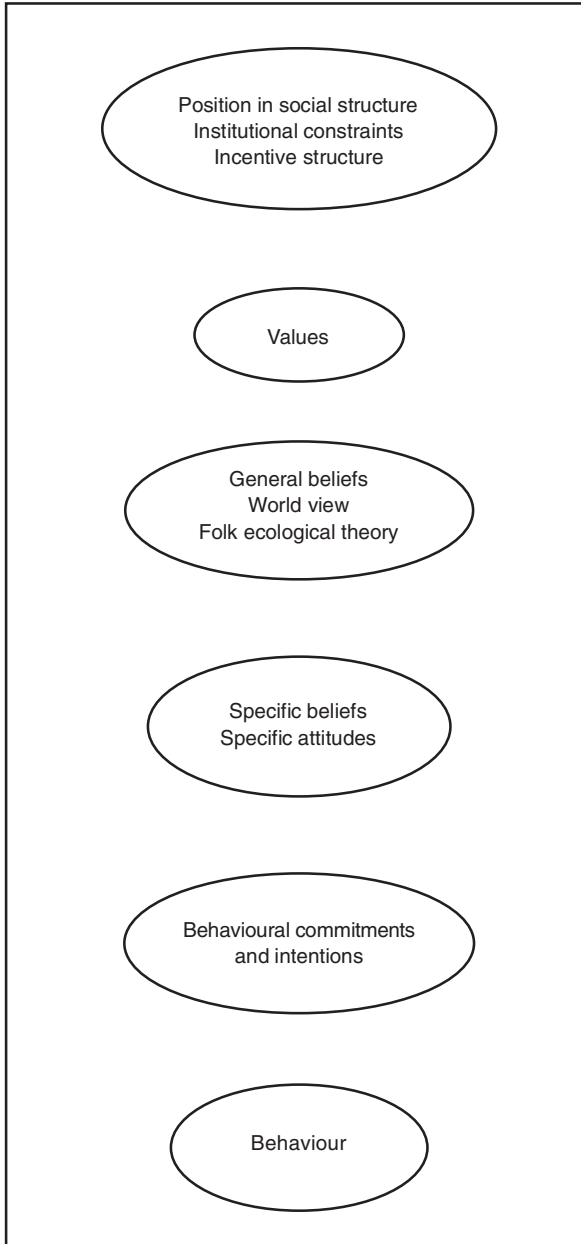 Position in social structure
Institutional constraints
Incentive structure
Values
General beliefs
World view
Folk ecological theory
Specific beliefs
Specific attitudes
Behavioural commitments
and intentions
Behaviour